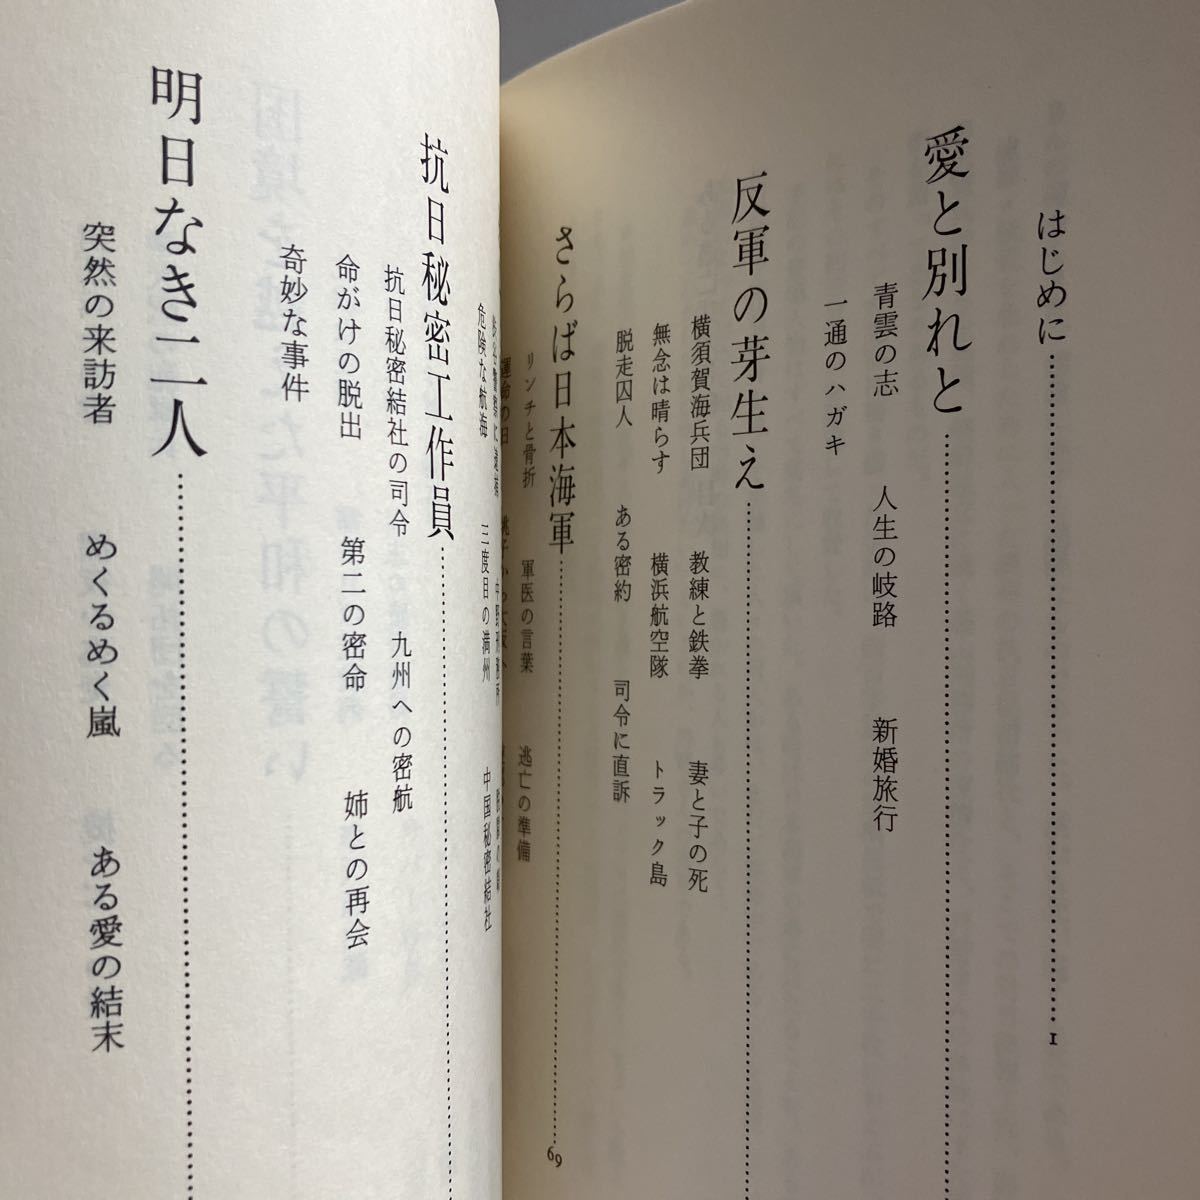 はじめに……………………………………1
愛と別れと……………………
青雲の志　人生の岐路　新婚旅行
一通のハガキ
反軍の芽生え……………………
横須賀海兵団　教練と鉄拳　妻と子の死
無念は晴らす　横浜航空隊　トラック島
脱走囚人　ある密約　司令に直訴
さらば日本海軍……………………69
リンチと骨折　軍医の言葉　逃亡の準備
運命の日
危険な航海　三度目の満州　中国秘密結社
抗日秘密工作員……………………
抗日秘密結社の司令　九州への密航
命がけの脱出　第二の密命　姉との再会
奇妙な事件
明日なき二人……………………
突然の来訪者　めくるめく嵐　ある愛の結末